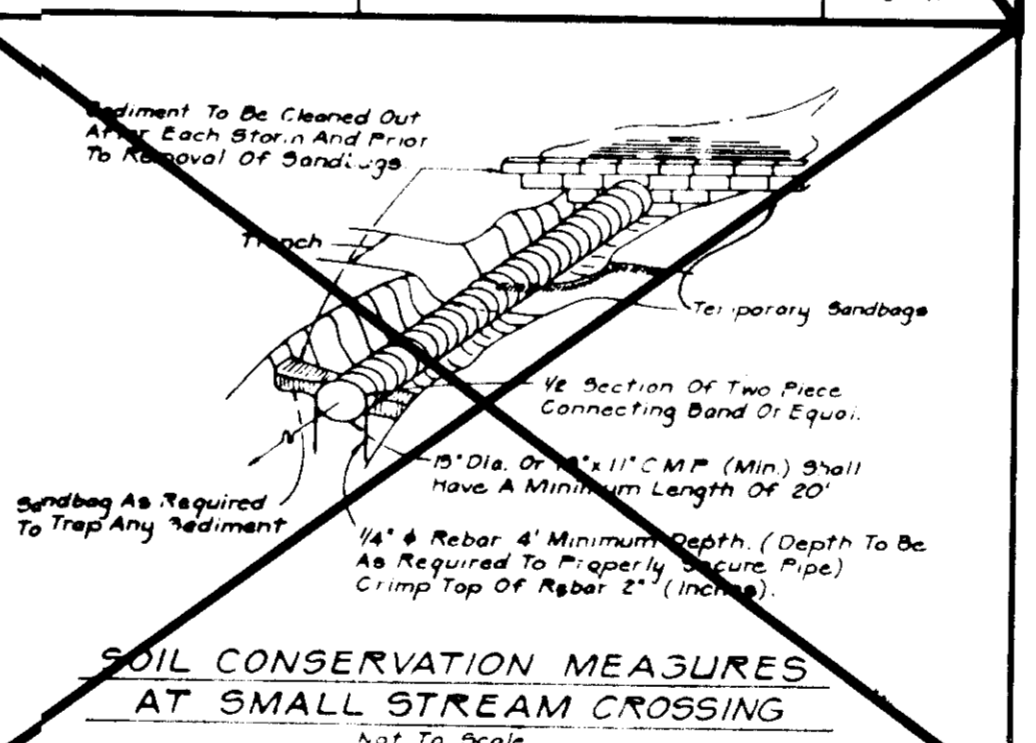 Sediment To Be Cleaned Out
After Each Storm And Prior
To Removal Of Sandbags
Trench
Temporary Sandbags
1/2 Section Of Two Piece
Connecting Band Or Equal.
15" Dia. Or x 11" C M P (Min.) Shall
Have A Minimum Length Of 20'
Sandbag As Required
To Trap Any Sediment
1/4" ϕ Rebar 4' Minimum Depth. (Depth To Be
As Required To Properly Secure Pipe)
Crimp Top Of Rebar 2" (Inches).
SOIL CONSERVATION MEASURES
AT SMALL STREAM CROSSING
Not To Scale